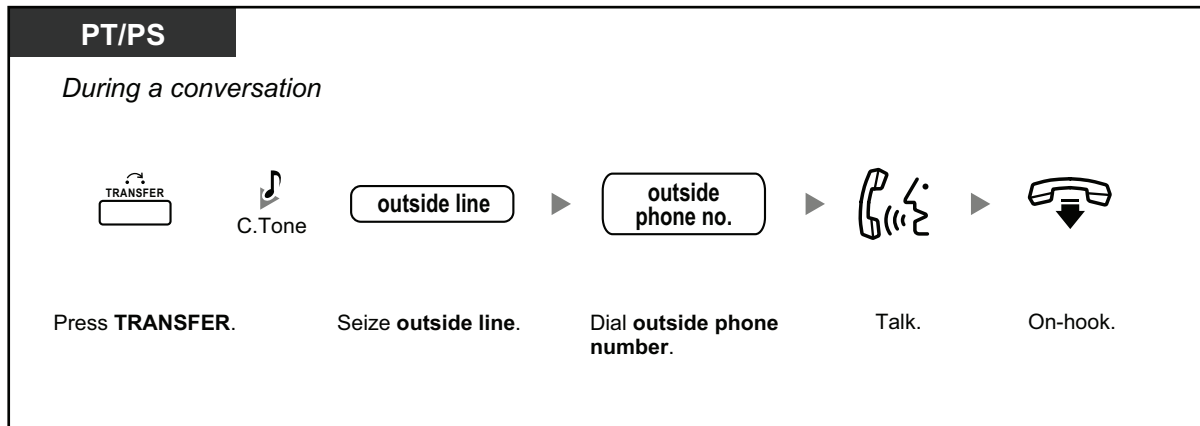 PT/PS
During a conversation
TRANSFER
C.Tone
outside line
outside
phone no.
Press TRANSFER.
Seize outside line.
Dial outside phone
number.
Talk.
On-hook.